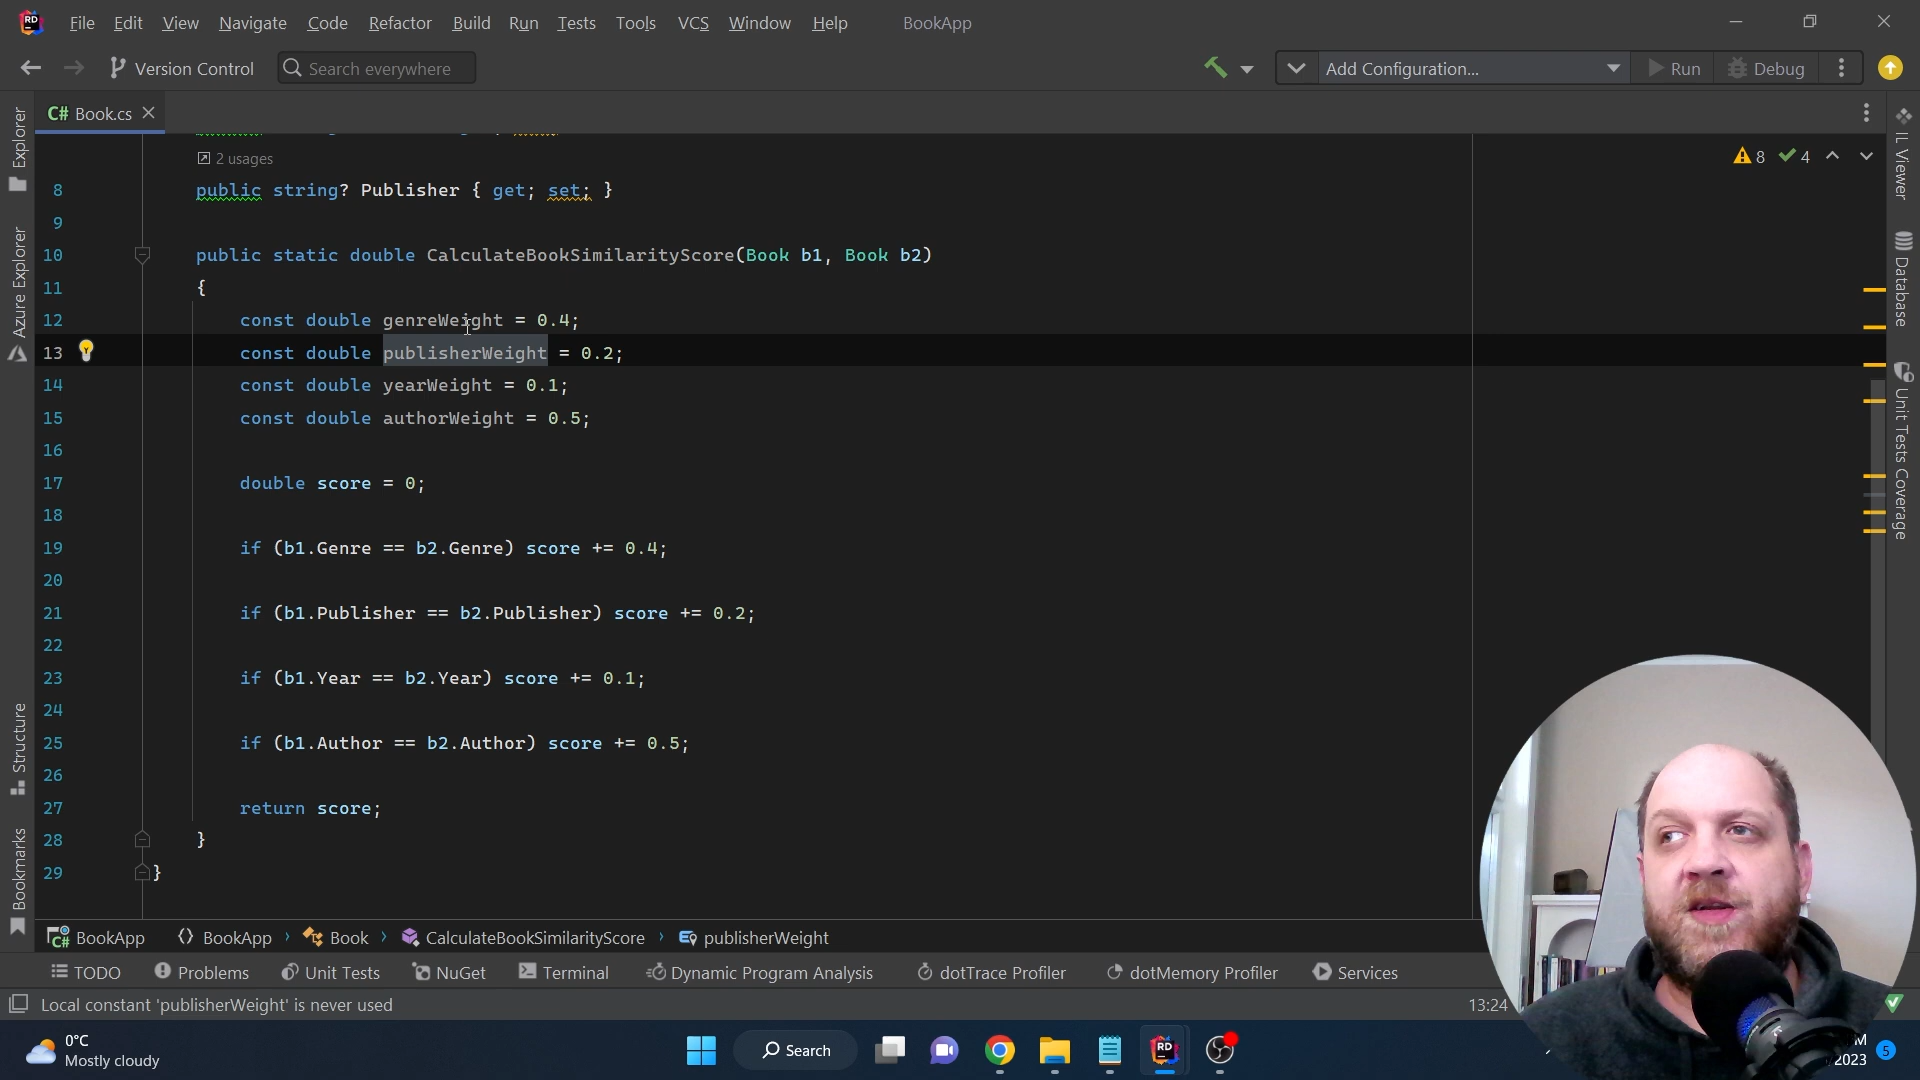 RD File Edit View Navigate Code Refactor Build Run Tests Tools VCS Window Help BookApp
Version Control Search everywhere Add Configuration... Run Debug
C# Book.cs
Explorer
Azure Explorer
Structure
Bookmarks
2 usages
8 4
8 public string? Publisher { get; set; }
9
10 public static double CalculateBookSimilarityScore(Book b1, Book b2)
11 {
12 const double genreWeight = 0.4;
13 const double publisherWeight = 0.2;
14 const double yearWeight = 0.1;
15 const double authorWeight = 0.5;
16
17 double score = 0;
18
19 if (b1.Genre == b2.Genre) score += 0.4;
20
21 if (b1.Publisher == b2.Publisher) score += 0.2;
22
23 if (b1.Year == b2.Year) score += 0.1;
24
25 if (b1.Author == b2.Author) score += 0.5;
26
27 return score;
28 }
29 }
IL Viewer
Database
Unit Tests Coverage
C# BookApp BookApp Book CalculateBookSimilarityScore publisherWeight
TODO Problems Unit Tests NuGet Terminal Dynamic Program Analysis dotTrace Profiler dotMemory Profiler Services
Local constant 'publisherWeight' is never used 13:24
0°C
Mostly cloudy
Search
RD
M
/2023
5